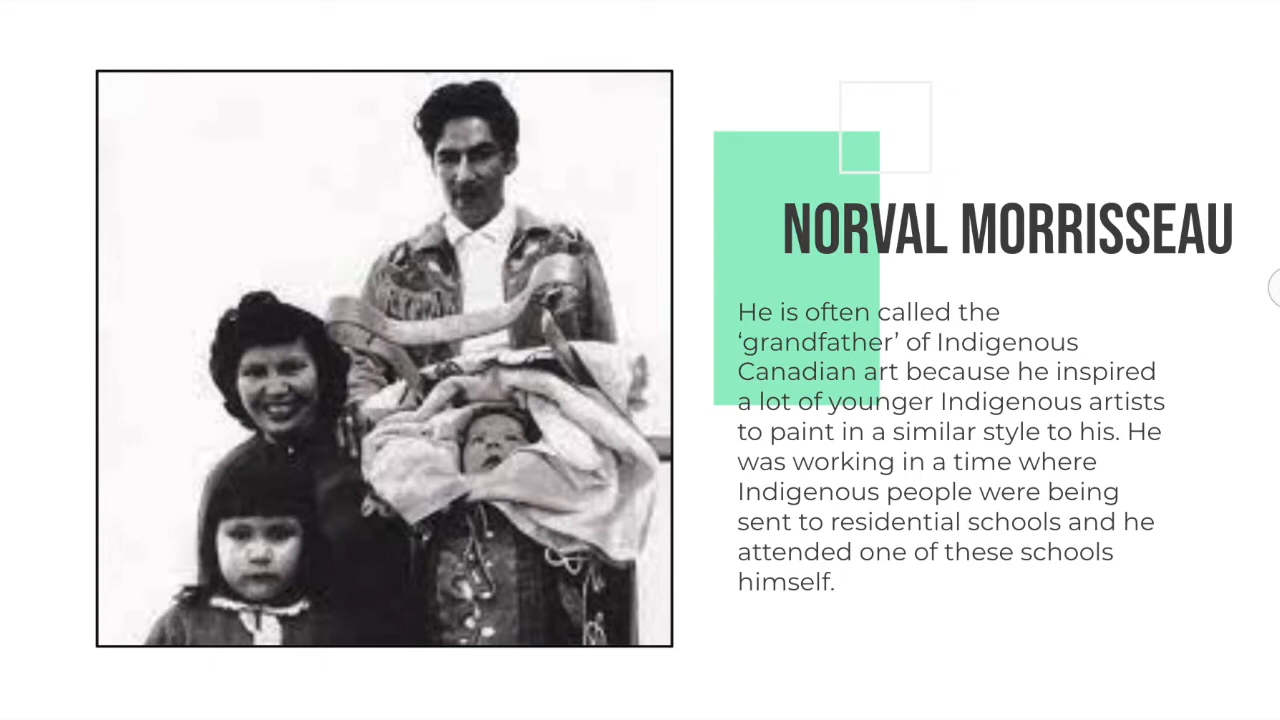 NORVAL MORRISSEAU
He is often called the
‘grandfather’ of Indigenous
Canadian art because he inspired
a lot of younger Indigenous artists
to paint in a similar style to his. He
was working in a time where
Indigenous people were being
sent to residential schools and he
attended one of these schools
himself.